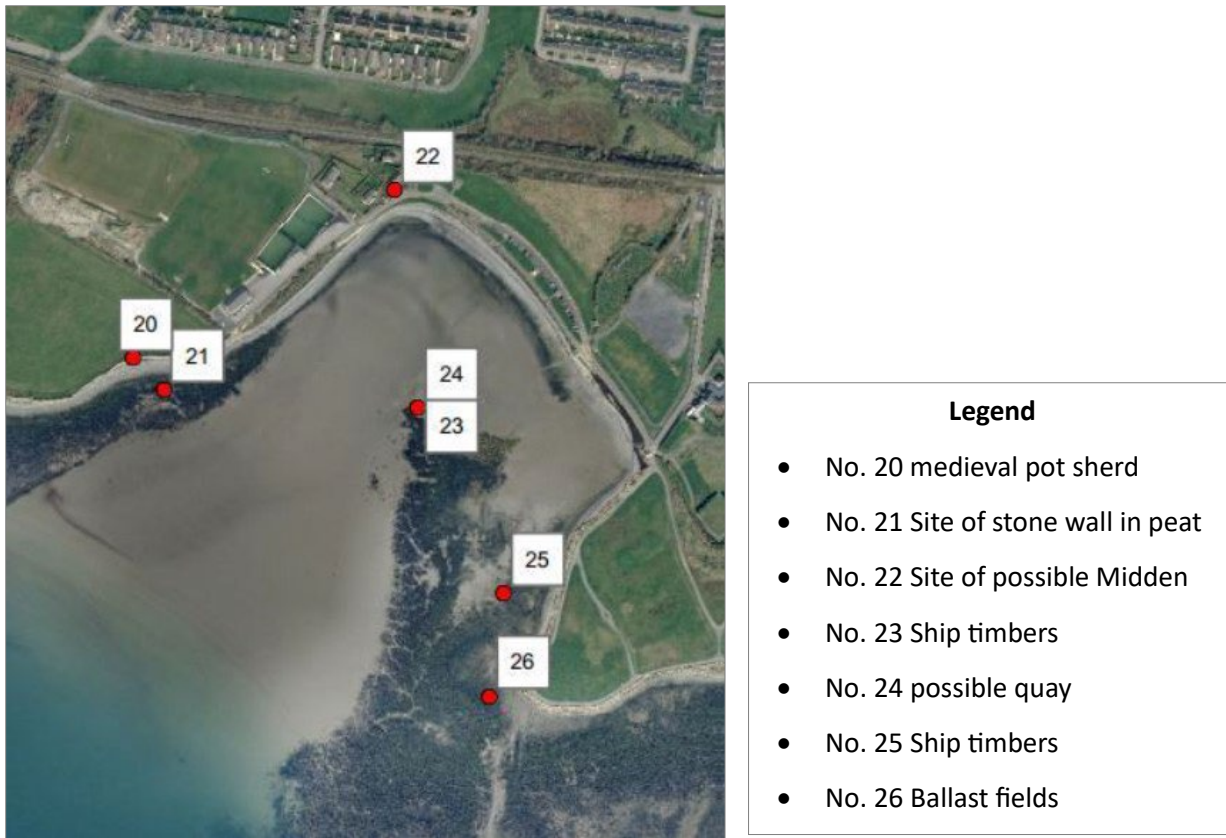 22
20
21
24
23
25
26
Legend
• No. 20 medieval pot sherd
• No. 21 Site of stone wall in peat
• No. 22 Site of possible Midden
• No. 23 Ship timbers
• No. 24 possible quay
• No. 25 Ship timbers
• No. 26 Ballast fields